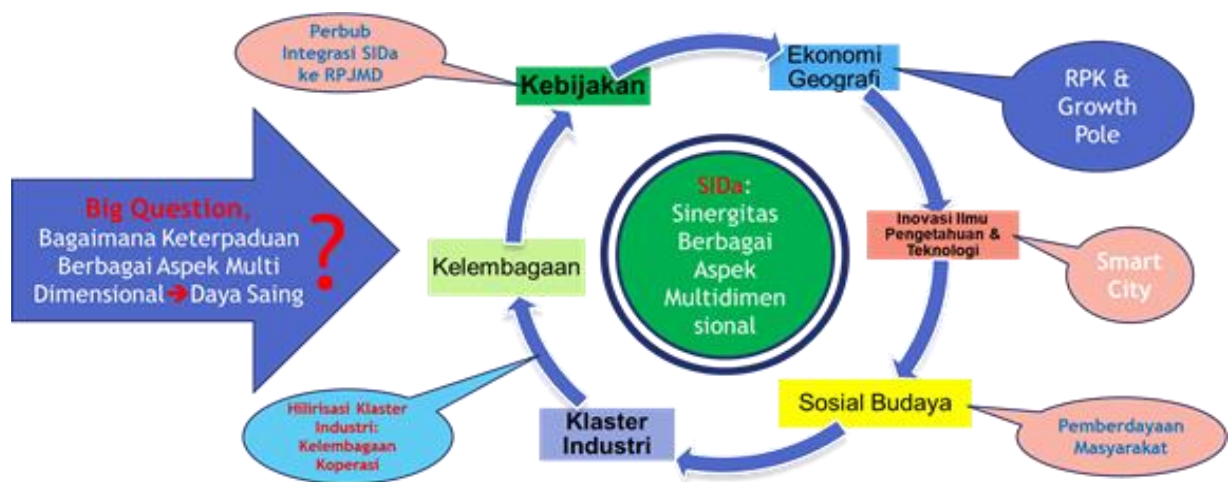 Perbub
Integrasi SIDa
ke RPJMD
Kebijakan
Ekonomi
Geografi
RPK &
Growth
Pole
Big Question,
Bagaimana Keterpaduan
Berbagai Aspek Multi
Dimensional➔Daya Saing
?
Kelembagaan
SIDa:
Sinergitas
Berbagai
Aspek
Multidimen
sional
Inovasi Ilmu
Pengetahuan &
Teknologi
Smart
City
Hilirisasi Klaster
Industri:
Kelembagaan
Koperasi
Klaster
Industri
Sosial Budaya
Pemberdayaan
Masyarakat